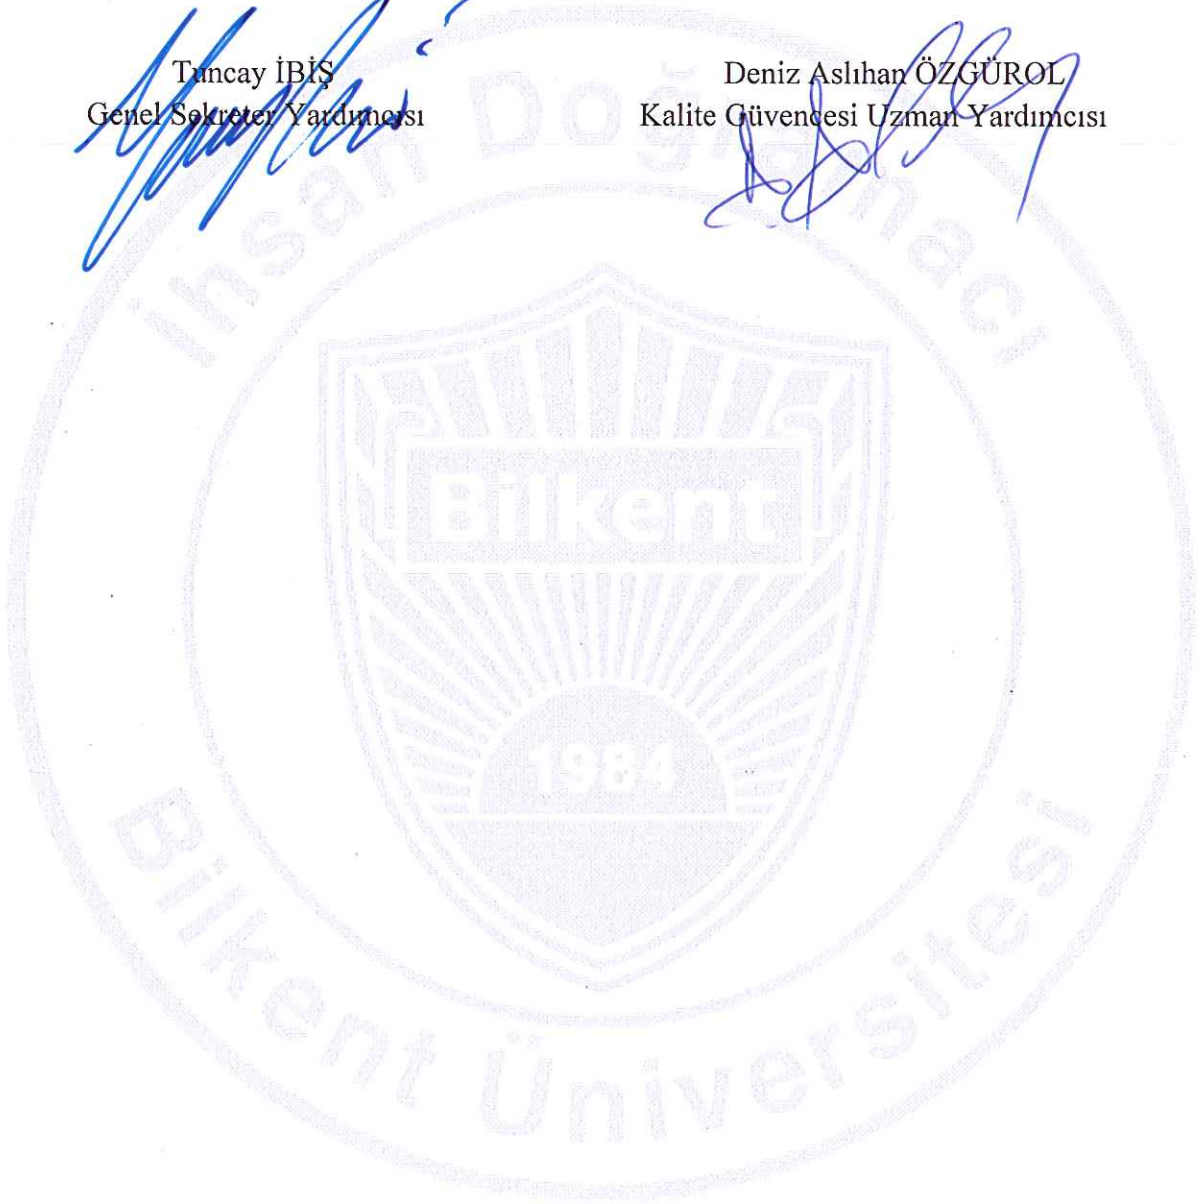 Tuncay İBİŞ
Genel Sekreter Yardımcısı
Deniz Aslıhan ÖZGÜROL
Kalite Güvencesi Uzman Yardımcısı
İhsan Doğramacı
Bilkent
1984
Bilkent Üniversitesi